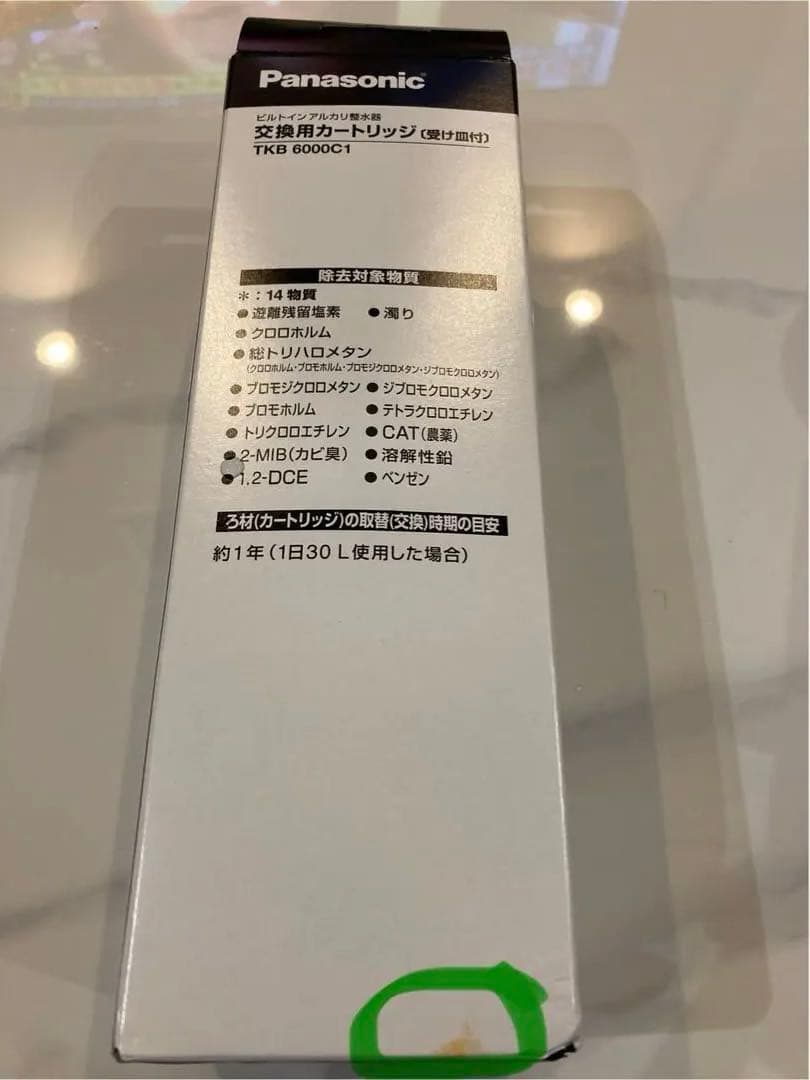 Panasonic
ビルトインアルカリ整水器
交換用カートリッジ(受け皿付)
TKB 6000C1
除去対象物質
＊：14物質
●遊離残留塩素 ●濁り
●クロロホルム
●総トリハロメタン
(クロロホルム・ブロモホルム・ブロモジクロロメタン・ジブロモクロロメタン)
●ブロモジクロロメタン ●ジブロモクロロメタン
●ブロモホルム ●テトラクロロエチレン
●トリクロロエチレン ●CAT(農薬)
●2-MIB(カビ臭) ●溶解性鉛
●1,2-DCE ●ベンゼン
ろ材(カートリッジ)の取替(交換)時期の目安
約1年(1日30 L使用した場合)